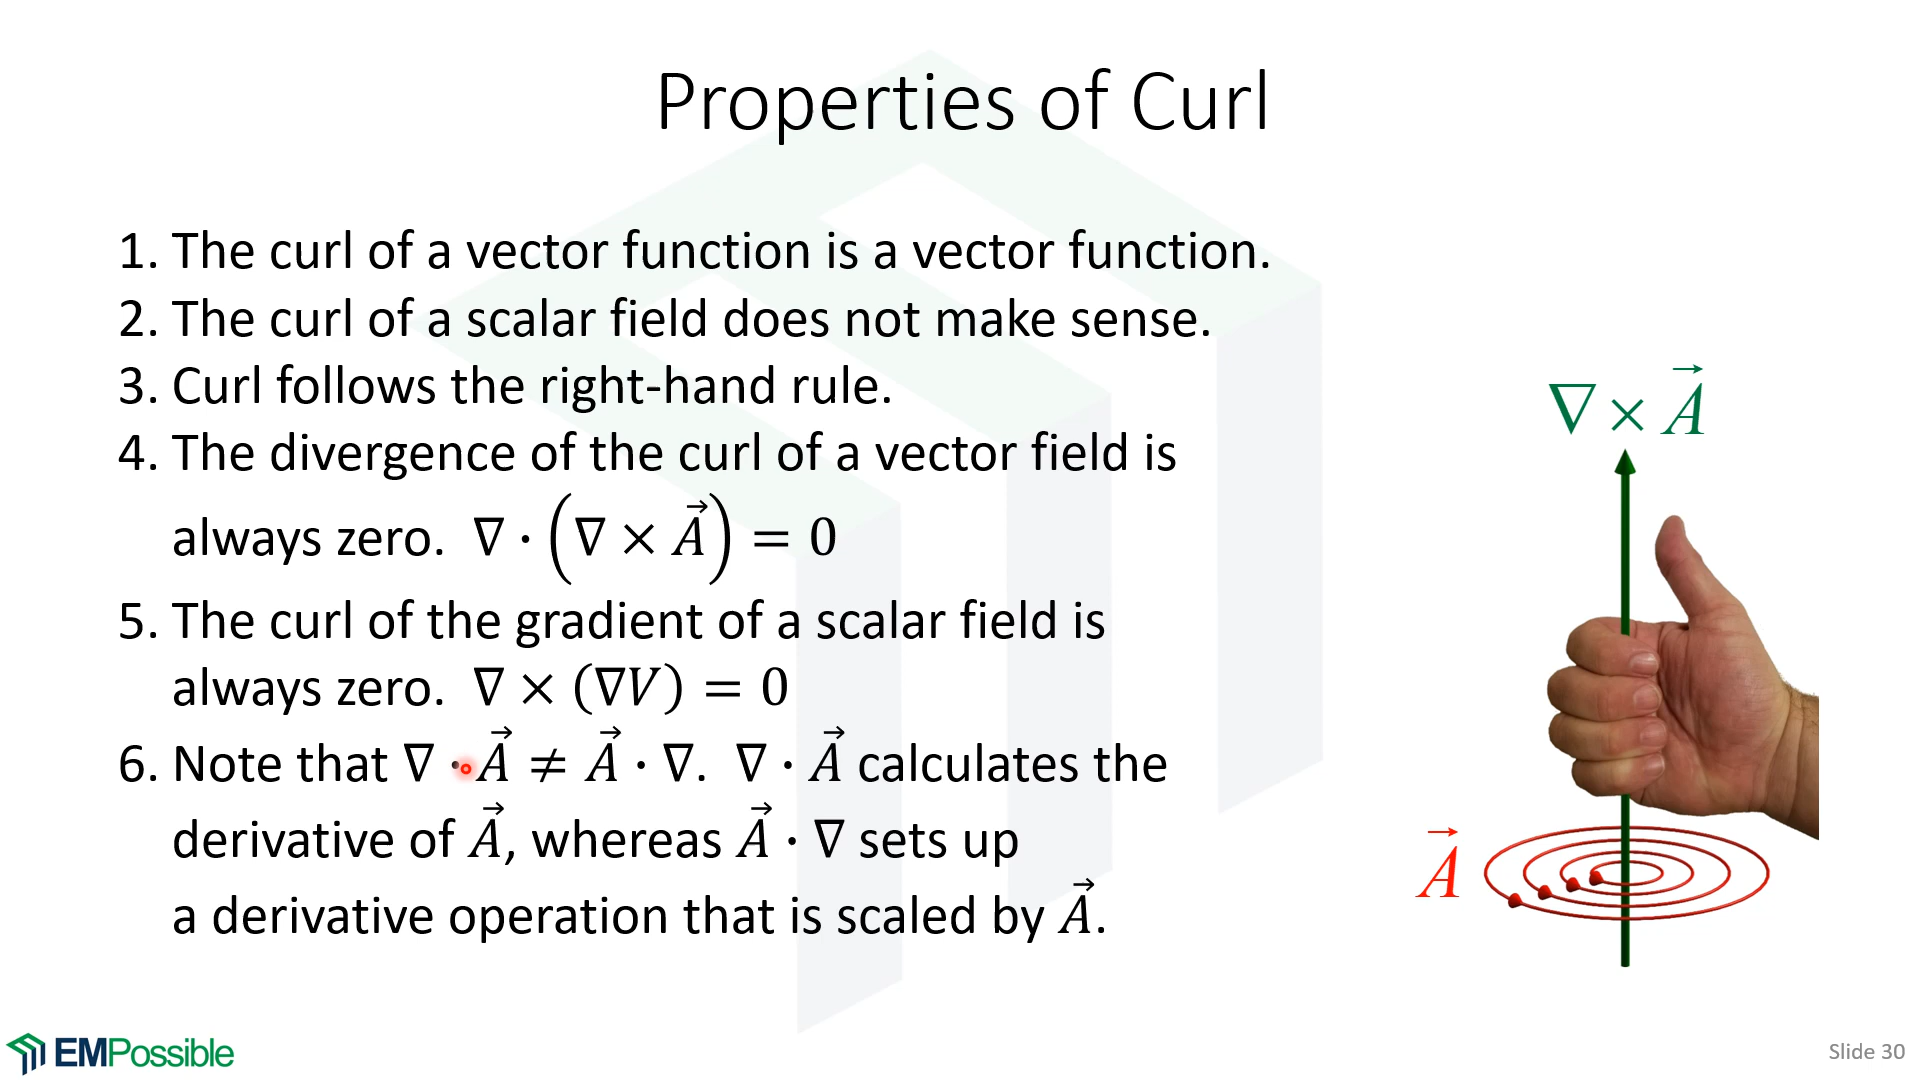 Properties of Curl
1. The curl of a vector function is a vector function.
2. The curl of a scalar field does not make sense.
3. Curl follows the right-hand rule.
4. The divergence of the curl of a vector field is
always zero. ∇ · (∇ × A⃗) = 0
5. The curl of the gradient of a scalar field is
always zero. ∇ × (∇V) = 0
6. Note that ∇ · A⃗ ≠ A⃗ · ∇. ∇ · A⃗ calculates the
derivative of A⃗, whereas A⃗ · ∇ sets up
a derivative operation that is scaled by A⃗.
∇ × A⃗
A⃗
EMPossible
Slide 30